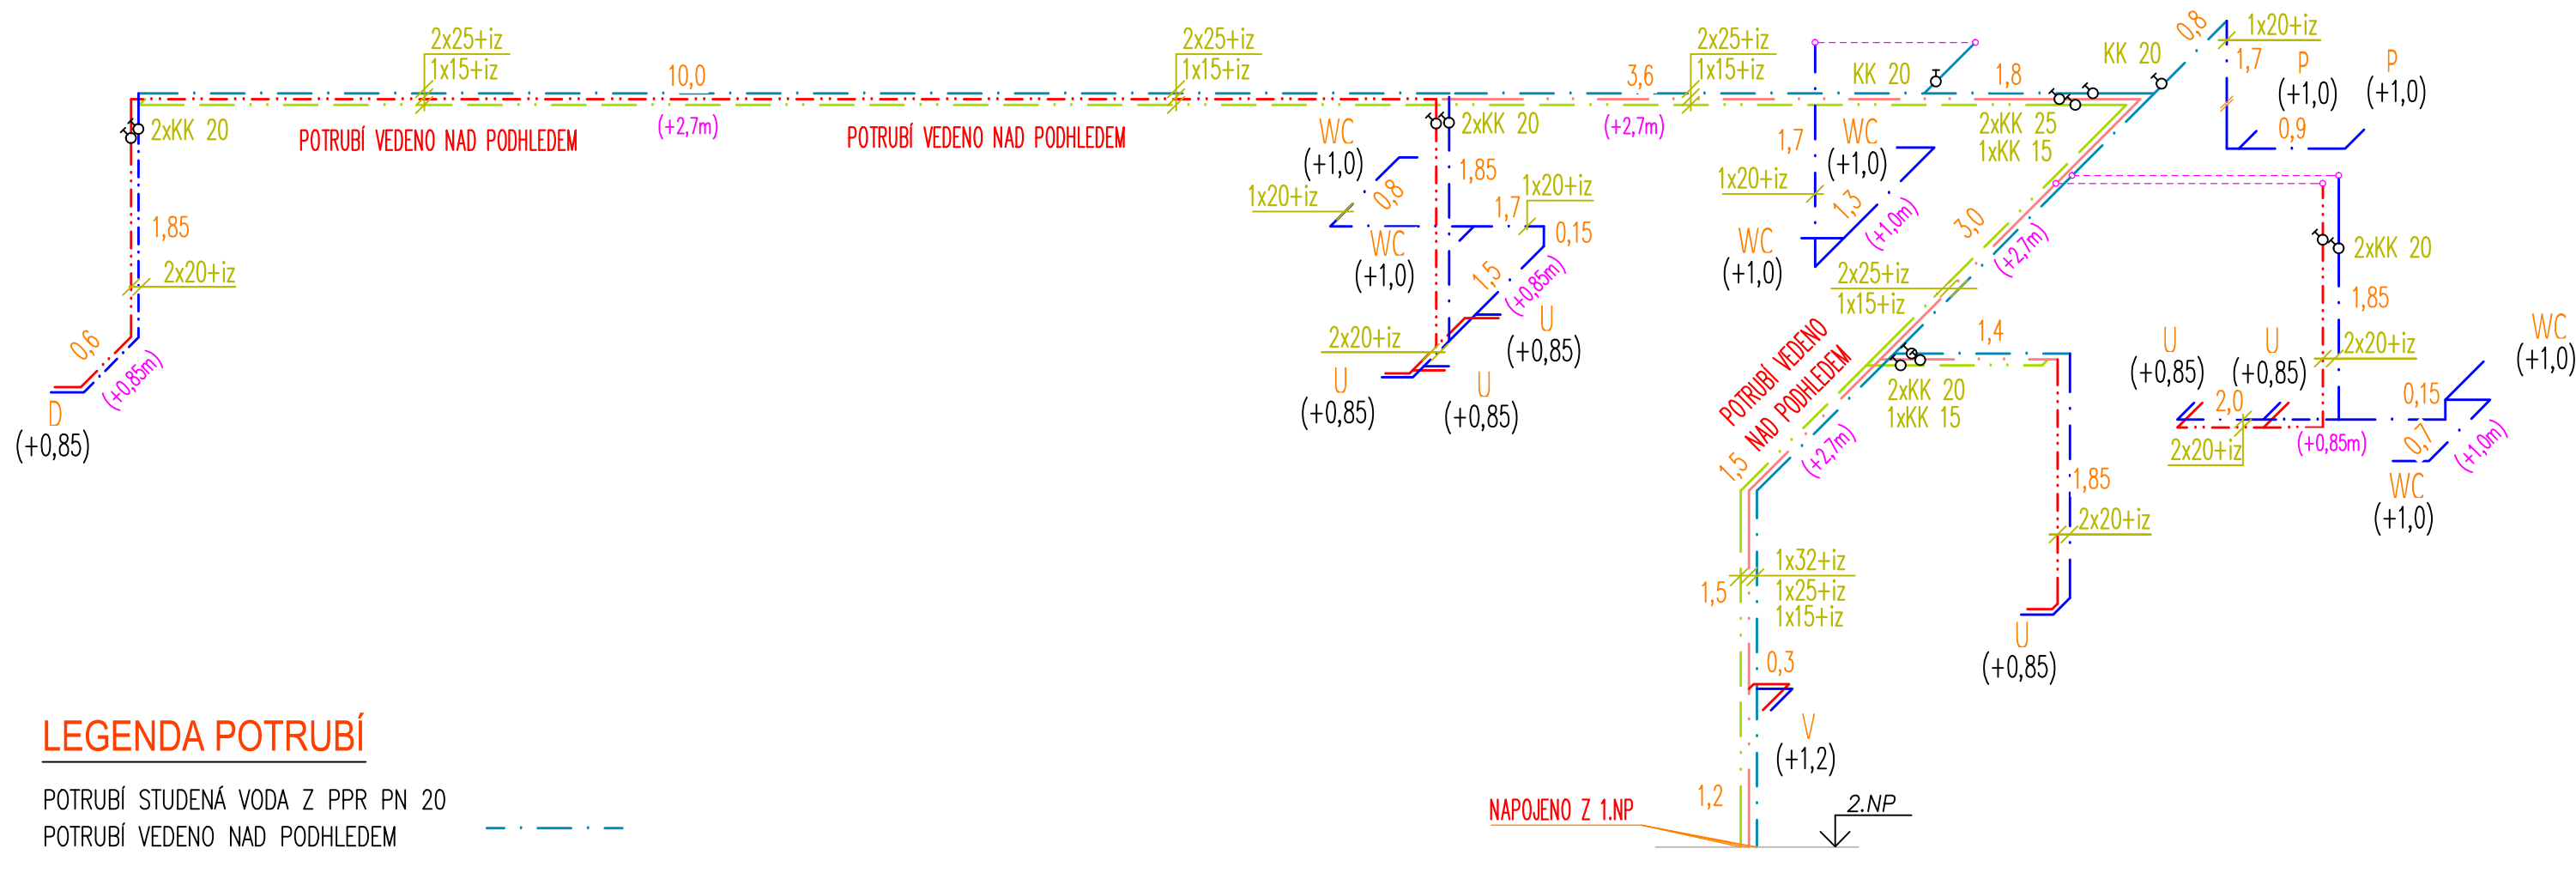 2x25+iz
1x15+iz
10,0
(+2,7m)
POTRUBÍ VEDENO NAD PODHLEDEM
POTRUBÍ VEDENO NAD PODHLEDEM
2x25+iz
1x15+iz
3,6
(+2,7m)
2x25+iz
1x15+iz
KK 20
1,8
KK 20
0,8
1x20+iz
1,7
P
(+1,0)
P
(+1,0)
0,9
2xKK 20
1,85
2x20+iz
0,6
(+0,85m)
D
(+0,85)
WC
(+1,0)
2xKK 20
1,85
1x20+iz
0,8
1,7
1x20+iz
0,15
WC
(+1,0)
1,5
(+0,85m)
2x20+iz
U
(+0,85)
U
(+0,85)
U
(+0,85)
1,7
WC
(+1,0)
1x20+iz
1,3
(+1,0m)
WC
(+1,0)
2xKK 25
1xKK 15
3,0
(+2,7m)
2x25+iz
1x15+iz
POTRUBÍ VEDENO
NAD PODHLEDEM
(+2,7m)
1,5
1,4
2xKK 20
1xKK 15
1,85
2x20+iz
U
(+0,85)
2xKK 20
1,85
2x20+iz
U
(+0,85)
U
(+0,85)
2,0
2x20+iz
(+0,85m)
0,15
0,7
(+1,0m)
WC
(+1,0)
WC
(+1,0)
1,5
1x32+iz
1x25+iz
1x15+iz
0,3
V
(+1,2)
1,2
NAPOJENO Z 1.NP
2.NP
LEGENDA POTRUBÍ
POTRUBÍ STUDENÁ VODA Z PPR PN 20
POTRUBÍ VEDENO NAD PODHLEDEM